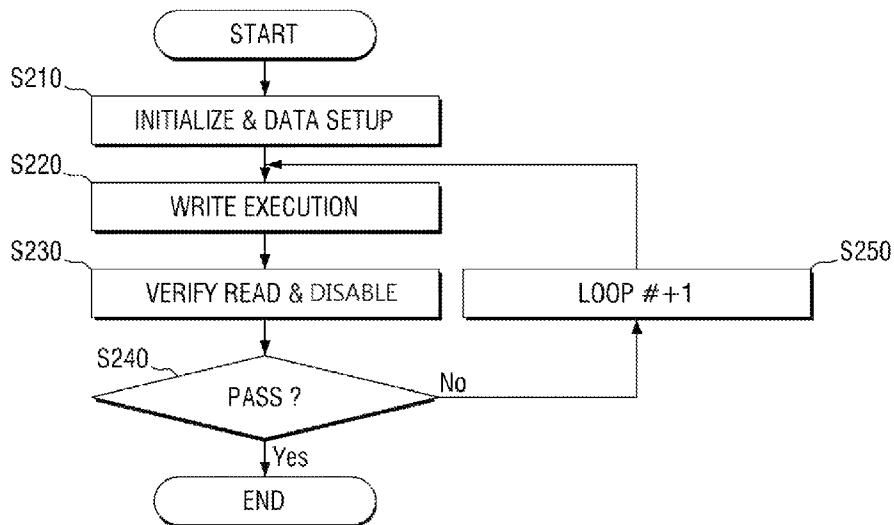 START
S210
INITIALIZE & DATA SETUP
S220
WRITE EXECUTION
S230
VERIFY READ & DISABLE
S250
LOOP #+1
S240
PASS ?
No
Yes
END